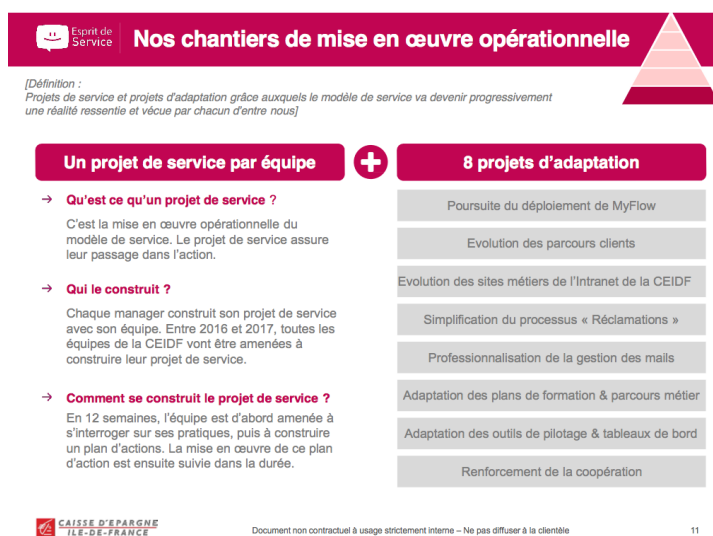 Esprit de
Service
Nos chantiers de mise en œuvre opérationnelle
[Définition :
Projets de service et projets d'adaptation grâce auxquels le modèle de service va devenir progressivement
une réalité ressentie et vécue par chacun d'entre nous]
Un projet de service par équipe
8 projets d'adaptation
→ Qu'est ce qu'un projet de service ?
C'est la mise en œuvre opérationnelle du
modèle de service. Le projet de service assure
leur passage dans l'action.
→ Qui le construit ?
Chaque manager construit son projet de service
avec son équipe. Entre 2016 et 2017, toutes les
équipes de la CEIDF vont être amenées à
construire leur projet de service.
→ Comment se construit le projet de service ?
En 12 semaines, l'équipe est d'abord amenée à
s'interroger sur ses pratiques, puis à construire
un plan d'actions. La mise en œuvre de ce plan
d'action est ensuite suivie dans la durée.
Poursuite du déploiement de MyFlow
Evolution des parcours clients
Evolution des sites métiers de l'Intranet de la CEIDF
Simplification du processus « Réclamations »
Professionnalisation de la gestion des mails
Adaptation des plans de formation & parcours métier
Adaptation des outils de pilotage & tableaux de bord
Renforcement de la coopération
CAISSE D'EPARGNE
ILE-DE-FRANCE
Document non contractuel à usage strictement interne – Ne pas diffuser à la clientèle
11